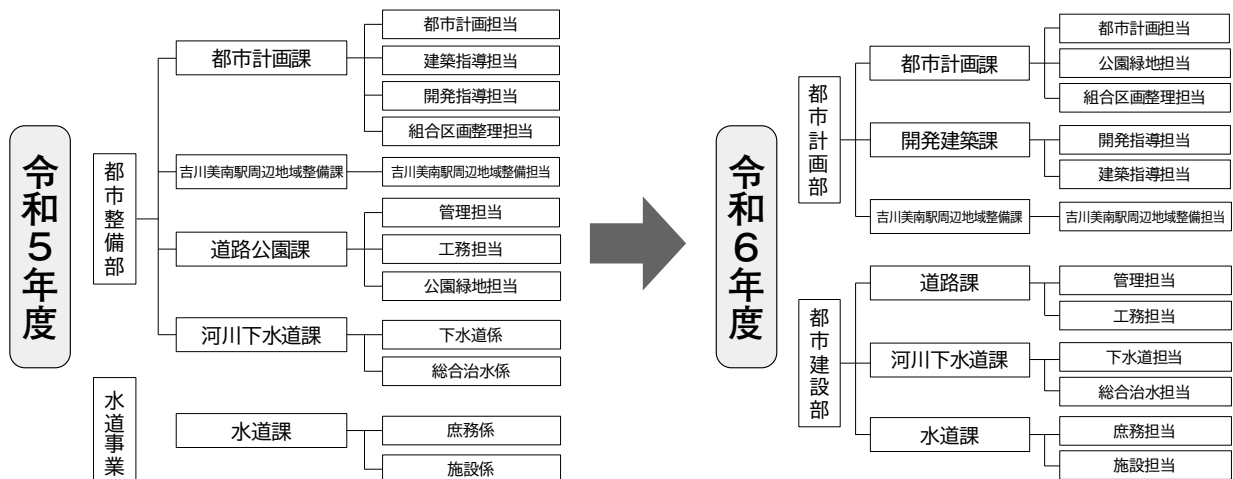 令和5年度
都市整備部
都市計画課
都市計画担当
建築指導担当
開発指導担当
組合区画整理担当
吉川美南駅周辺地域整備課
吉川美南駅周辺地域整備担当
道路公園課
管理担当
工務担当
公園緑地担当
河川下水道課
下水道係
総合治水係
水道事業
水道課
庶務係
施設係
令和6年度
都市計画部
都市計画課
都市計画担当
公園緑地担当
組合区画整理担当
開発建築課
開発指導担当
建築指導担当
吉川美南駅周辺地域整備課
吉川美南駅周辺地域整備担当
都市建設部
道路課
管理担当
工務担当
河川下水道課
下水道担当
総合治水担当
水道課
庶務担当
施設担当